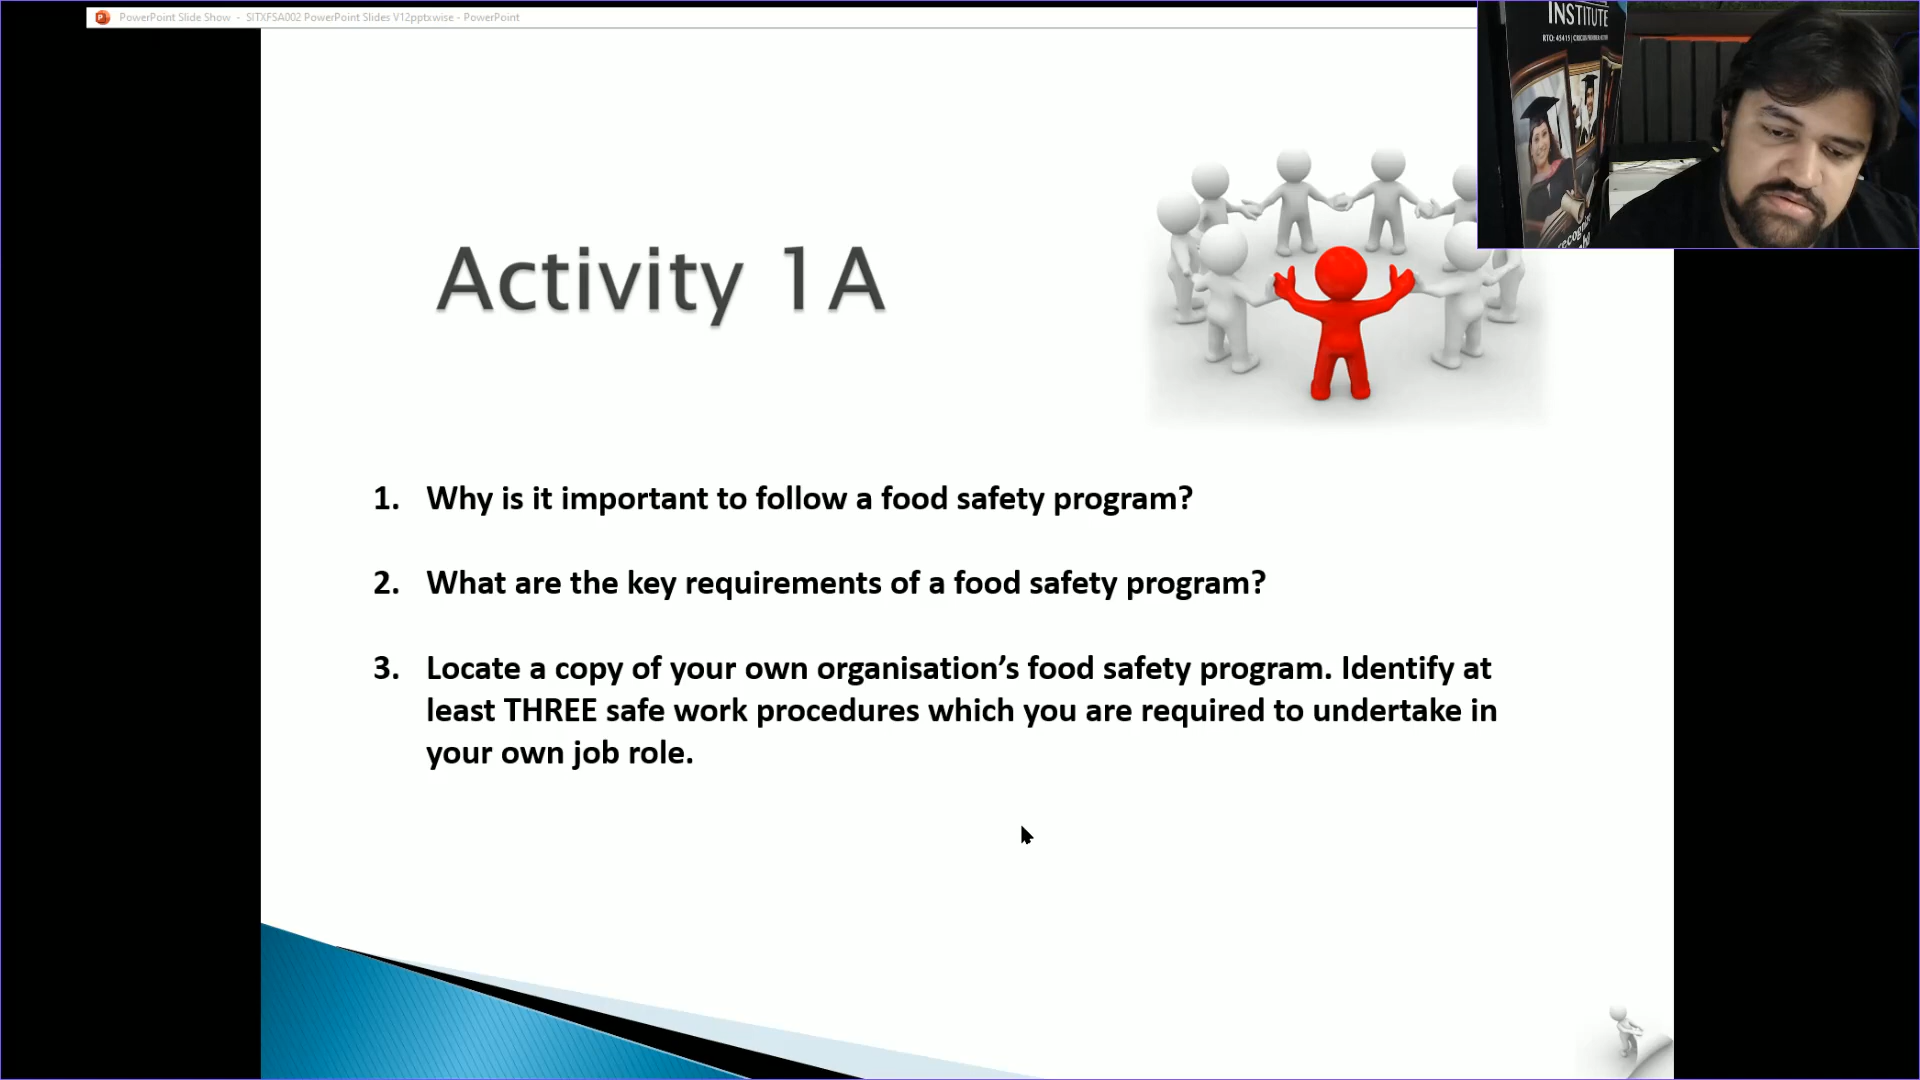 PowerPoint Slide Show - SITXFSA002 PowerPoint Slides V12pptxwise - PowerPoint
INSTITUTE
Activity 1A
1. Why is it important to follow a food safety program?
2. What are the key requirements of a food safety program?
3. Locate a copy of your own organisation’s food safety program. Identify at
least THREE safe work procedures which you are required to undertake in
your own job role.